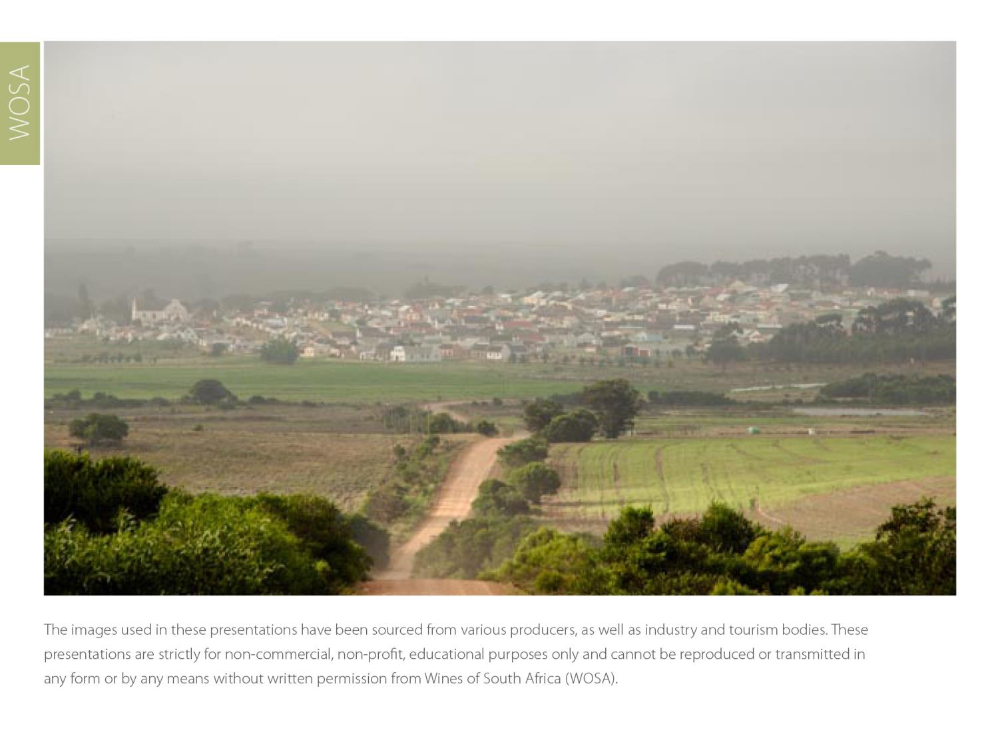 WOSA
The images used in these presentations have been sourced from various producers, as well as industry and tourism bodies. These
presentations are strictly for non-commercial, non-profit, educational purposes only and cannot be reproduced or transmitted in
any form or by any means without written permission from Wines of South Africa (WOSA).